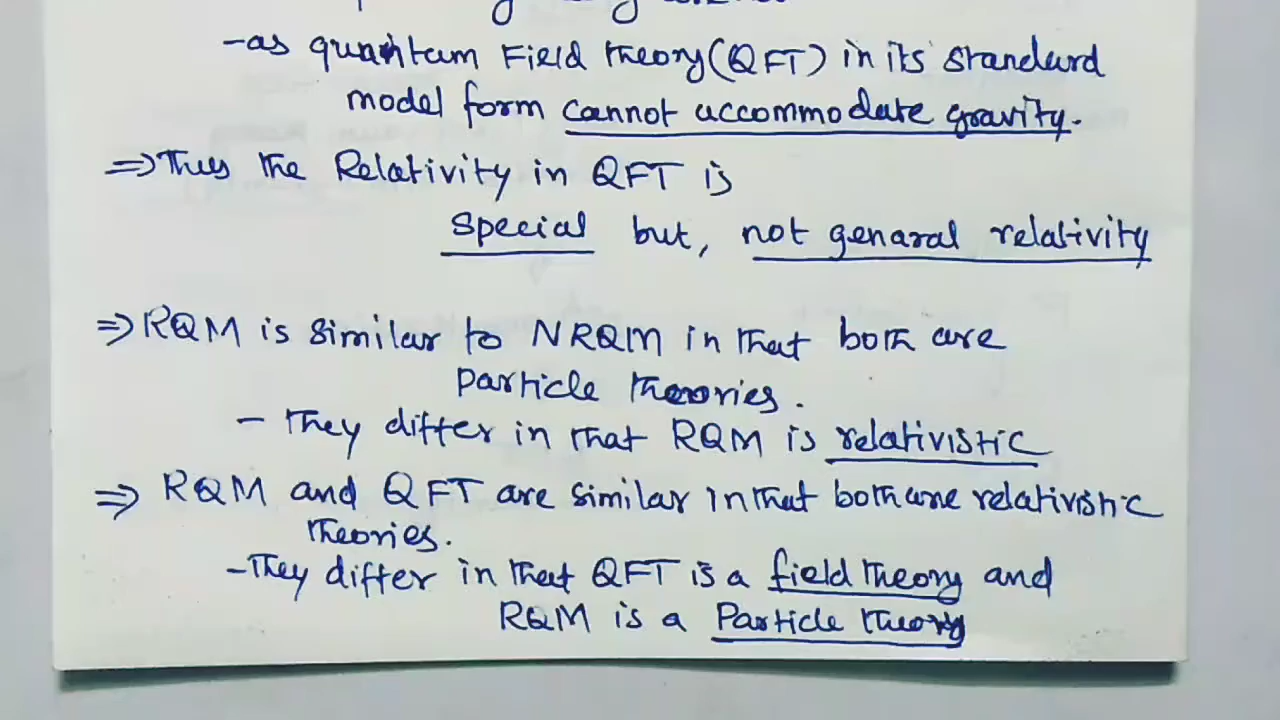 -as quantum Field theory (QFT) in its standard
model form cannot accommodate gravity.
⇒ Thus the Relativity in QFT is
special but, not genaral relativity
⇒ RQM is similar to NRQM in that both are
particle theories.
- They differ in that RQM is relativistic
⇒ RQM and QFT are similar in that both are relativistic
theories.
-They differ in that QFT is a field theory and
RQM is a Particle theory